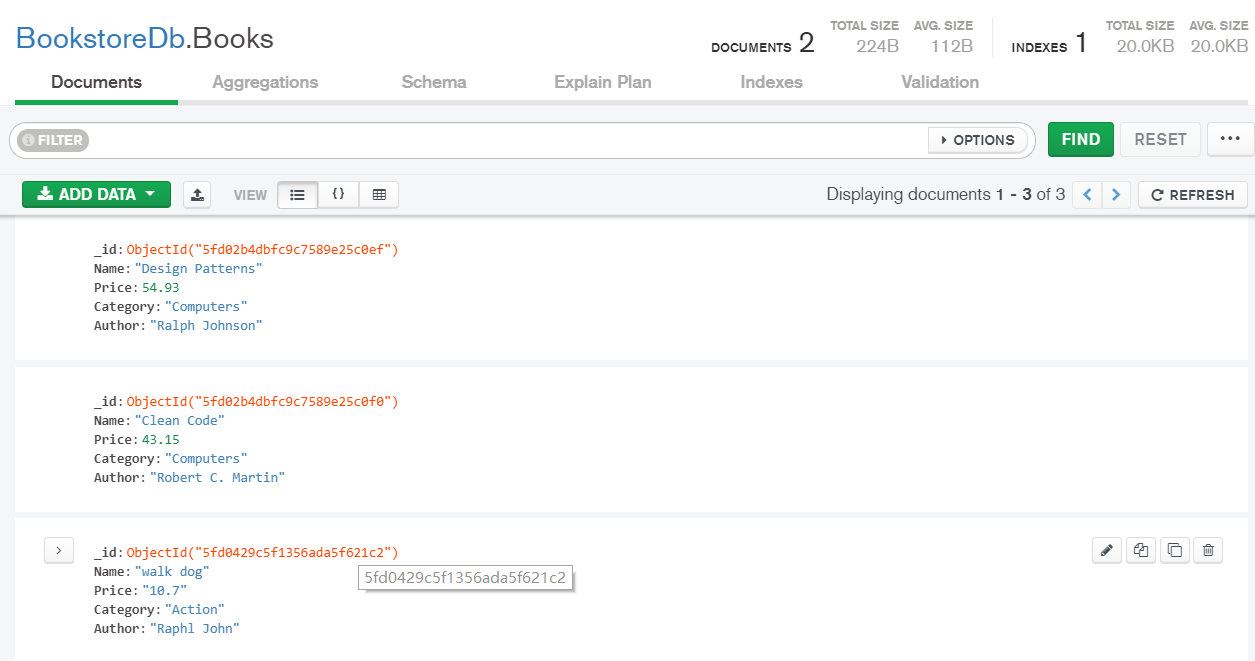 BookstoreDb.Books
DOCUMENTS 2 TOTAL SIZE 224B AVG. SIZE 112B INDEXES 1 TOTAL SIZE 20.0KB AVG. SIZE 20.0KB
Documents Aggregations Schema Explain Plan Indexes Validation
FILTER OPTIONS FIND RESET ...
ADD DATA VIEW {} Displaying documents 1 - 3 of 3 < > REFRESH
_id: ObjectId("5fd02b4dbfc9c7589e25c0ef")
Name: "Design Patterns"
Price: 54.93
Category: "Computers"
Author: "Ralph Johnson"
_id: ObjectId("5fd02b4dbfc9c7589e25c0f0")
Name: "Clean Code"
Price: 43.15
Category: "Computers"
Author: "Robert C. Martin"
> _id: ObjectId("5fd0429c5f1356ada5f621c2")
Name: "walk dog"
5fd0429c5f1356ada5f621c2
Price: "10.7"
Category: "Action"
Author: "Raphl John"